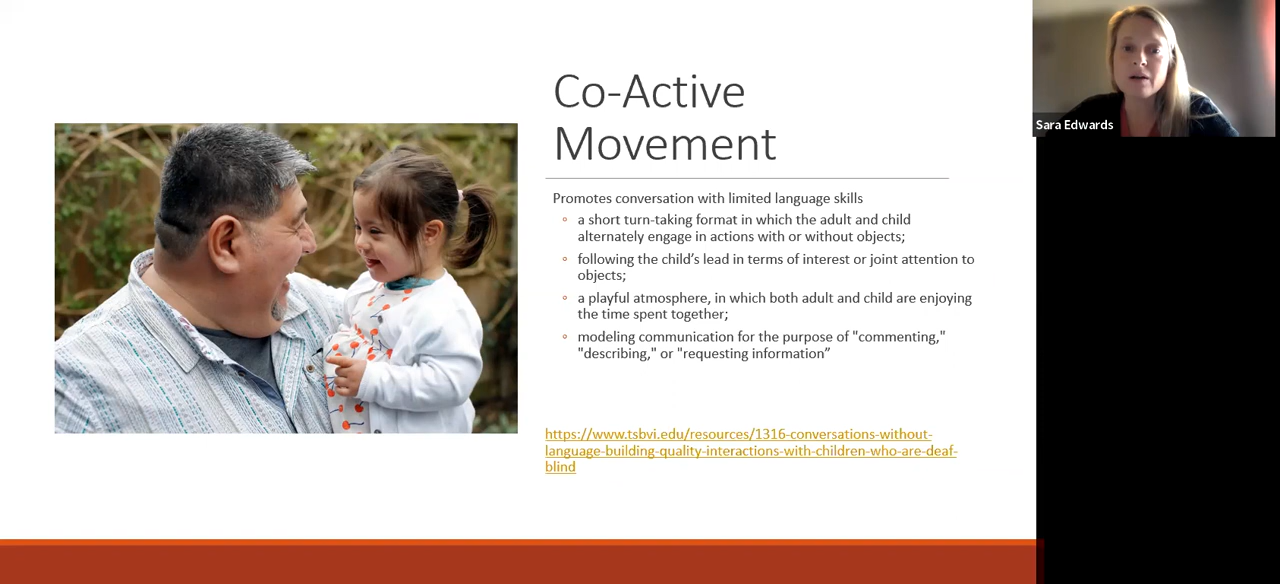 Co-Active
Movement
Promotes conversation with limited language skills
◦ a short turn-taking format in which the adult and child
alternately engage in actions with or without objects;
◦ following the child’s lead in terms of interest or joint attention to
objects;
◦ a playful atmosphere, in which both adult and child are enjoying
the time spent together;
◦ modeling communication for the purpose of "commenting,"
"describing," or "requesting information”
https://www.tsbvi.edu/resources/1316-conversations-without-
language-building-quality-interactions-with-children-who-are-deaf-
blind
Sara Edwards